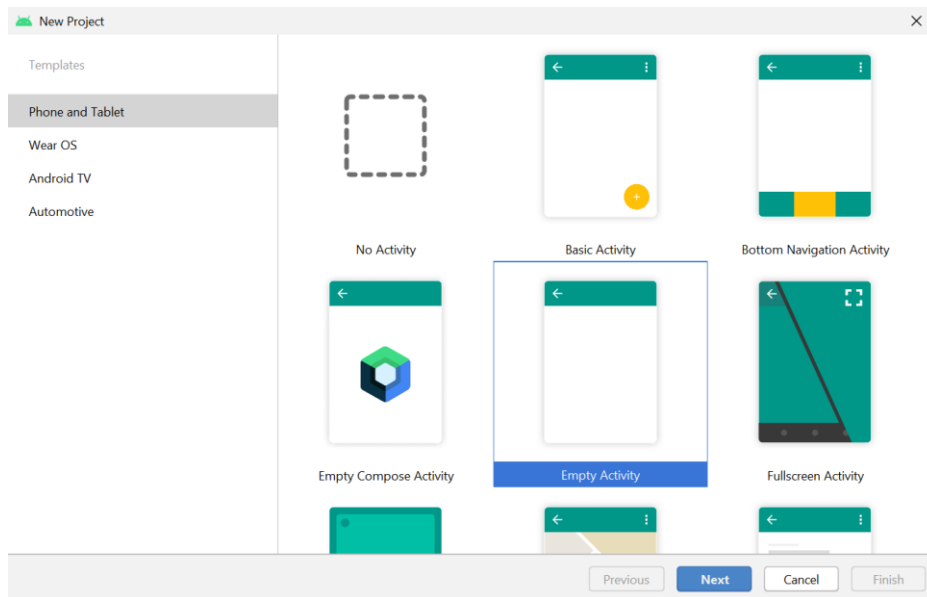 New Project
Templates
Phone and Tablet
Wear OS
Android TV
Automotive
No Activity
Basic Activity
Bottom Navigation Activity
Empty Compose Activity
Empty Activity
Fullscreen Activity
Previous
Next
Cancel
Finish